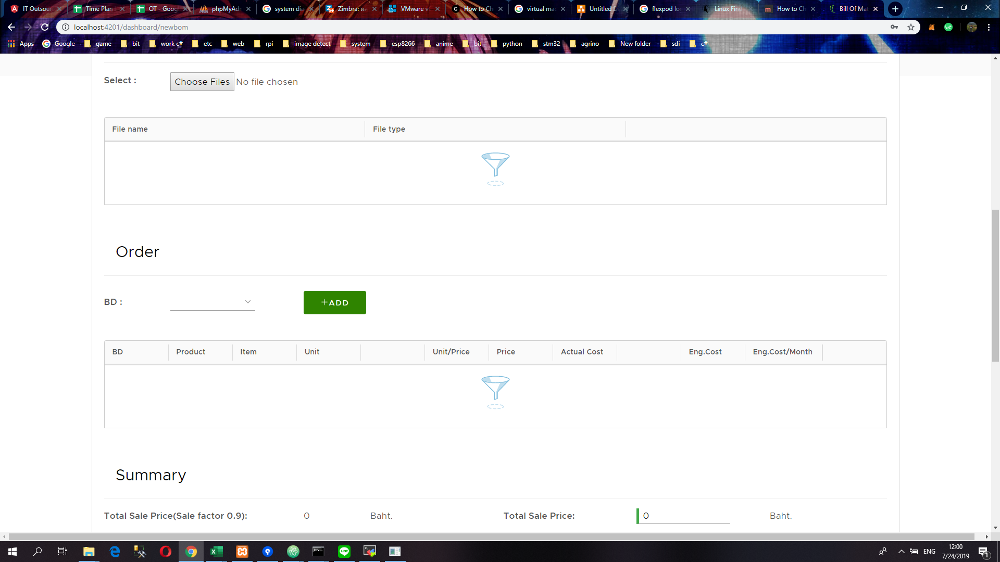 IT Outsour
Time Plan
OT - Goog
phpMyAdr
system dia
Zimbra:
VMware v
How to Ch
virtual mac
Untitled D
flexpod lo
Linux Find
How to Ch
Bill Of Mat
localhost:4201/dashboard/newbom
Apps Google game bit work c# etc web rpi image detect system esp8266 anime bit python stm32 agrino New folder sdi c#
Select : Choose Files No file chosen
File name File type
Order
BD : +ADD
BD Product Item Unit Unit/Price Price Actual Cost Eng.Cost Eng.Cost/Month
Summary
Total Sale Price(Sale factor 0.9): 0 Baht. Total Sale Price: 0 Baht.
LINE
ENG
12:00
7/24/2019
1